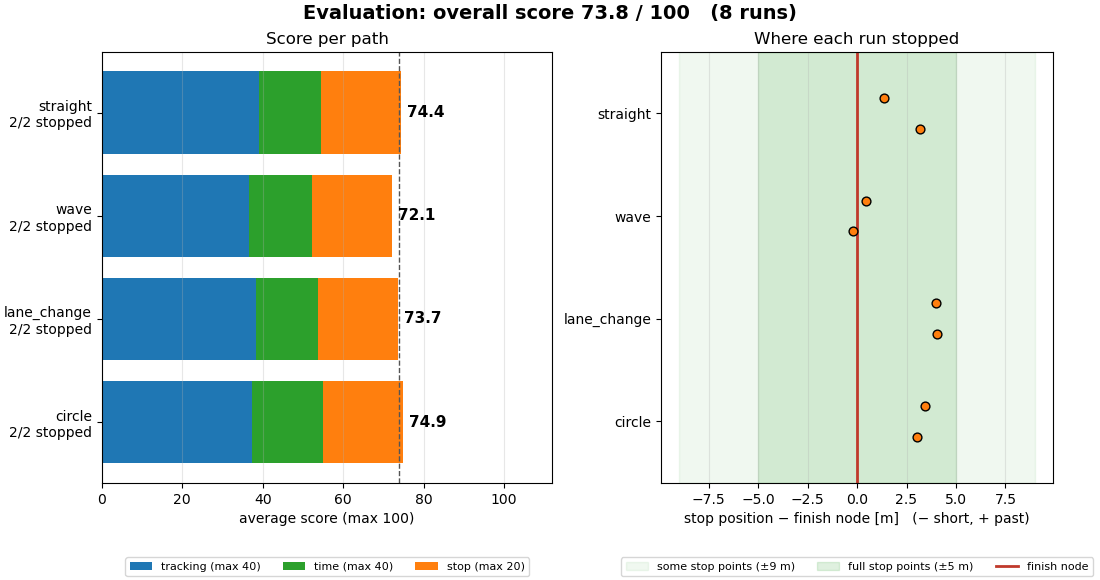 Evaluation: overall score 73.8 / 100   (8 runs)
Score per path
straight
2/2 stopped
74.4
wave
2/2 stopped
72.1
lane_change
2/2 stopped
73.7
circle
2/2 stopped
74.9
0 20 40 60 80 100
average score (max 100)
tracking (max 40) time (max 40) stop (max 20)
Where each run stopped
straight
wave
lane_change
circle
−7.5 −5.0 −2.5 0.0 2.5 5.0 7.5
stop position − finish node [m]   (− short, + past)
some stop points (±9 m) full stop points (±5 m) finish node